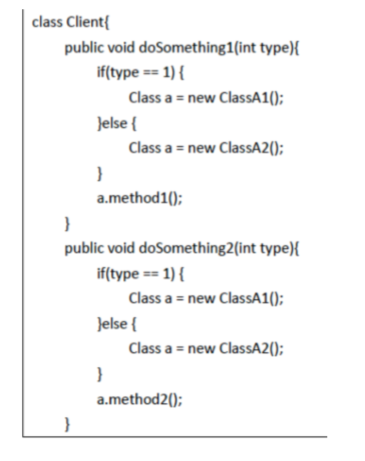 class Client{
public void doSomething1(int type){
if(type == 1) {
Class a = new ClassA1();
}else {
Class a = new ClassA2();
}
a.method1();
}
public void doSomething2(int type){
if(type == 1) {
Class a = new ClassA1();
}else {
Class a = new ClassA2();
}
a.method2();
}